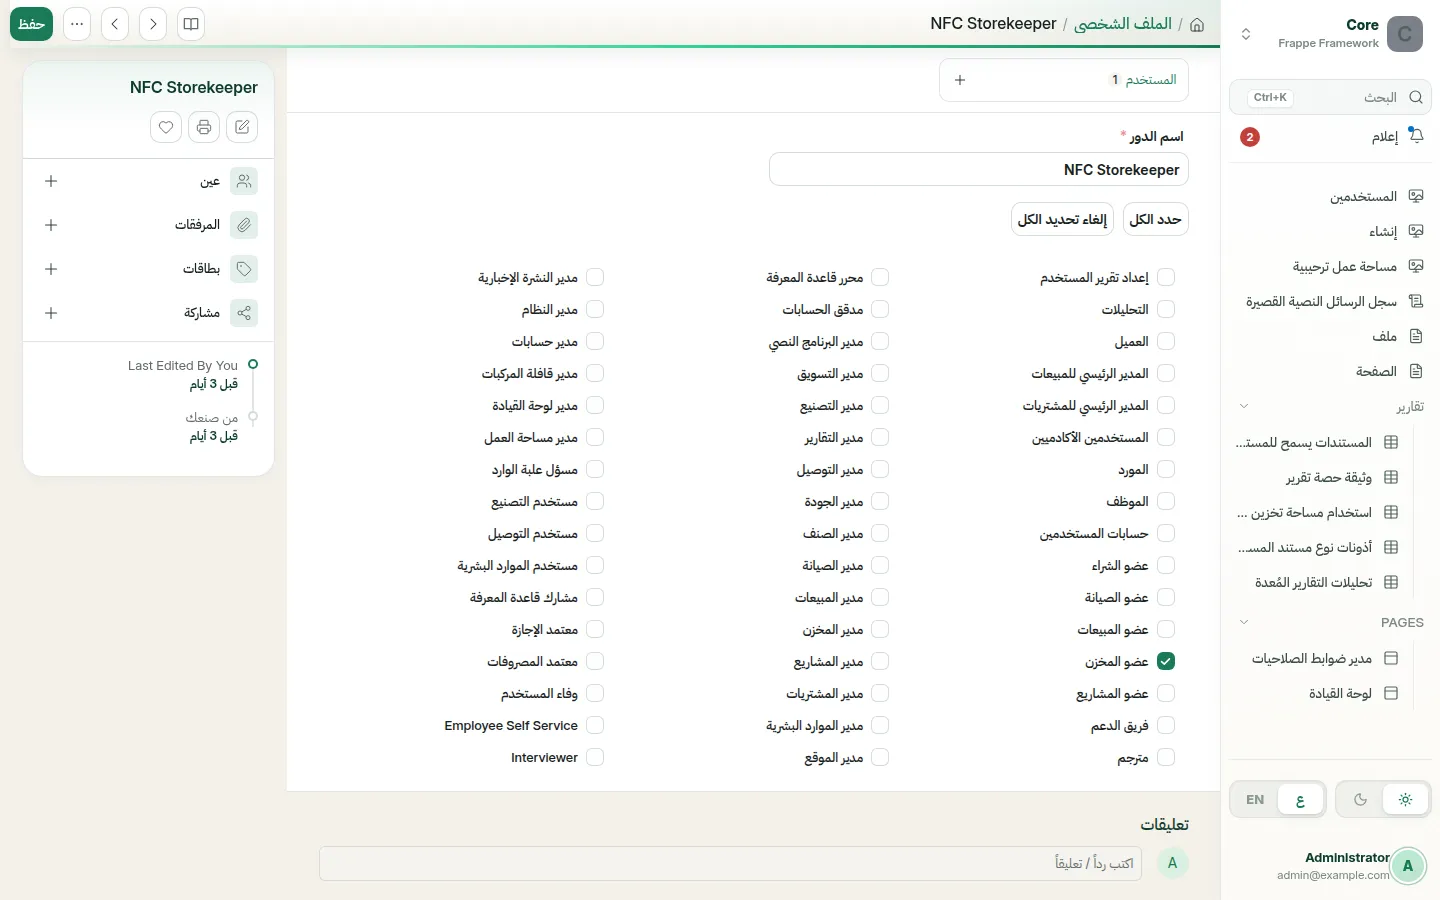 Core
Frappe Framework
البحث
Ctrl+K
إعلام
2
المستخدمين
إنشاء
مساحة عمل ترحيبية
سجل الرسائل النصية القصيرة
ملف
الصفحة
تقارير
المستندات يسمح للمستـ...
وثيقة حصة تقرير
استخدام مساحة تخزين ...
أذونات نوع مستند المسـ...
تحليلات التقارير المُعدة
PAGES
مدير ضوابط الصلاحيات
لوحة القيادة
ع
EN
Administrator
admin@example.com
A
C
/ الملف الشخصي / NFC Storekeeper
حفظ
المستخدم 1
اسم الدور *
NFC Storekeeper
حدد الكل
إلغاء تحديد الكل
إعداد تقرير المستخدم
التحليلات
العميل
المدير الرئيسي للمبيعات
المدير الرئيسي للمشتريات
المستخدمين الأكاديميين
المورد
الموظف
حسابات المستخدمين
عضو الشراء
عضو الصيانة
عضو المبيعات
عضو المخزن
عضو المشاريع
فريق الدعم
مترجم
محرر قاعدة المعرفة
مدقق الحسابات
مدير البرنامج النصي
مدير التسويق
مدير التصنيع
مدير التقارير
مدير التوصيل
مدير الجودة
مدير الصنف
مدير الصيانة
مدير المبيعات
مدير المخزن
مدير المشاريع
مدير المشتريات
مدير الموارد البشرية
مدير الموقع
مدير النشرة الإخبارية
مدير النظام
مدير حسابات
مدير قافلة المركبات
مدير لوحة القيادة
مدير مساحة العمل
مسؤل علبة الوارد
مستخدم التصنيع
مستخدم التوصيل
مستخدم الموارد البشرية
مشارك قاعدة المعرفة
معتمد الإجازة
معتمد المصروفات
وفاء المستخدم
Employee Self Service
Interviewer
تعليقات
A
اكتب رداً / تعليقاً
NFC Storekeeper
عين
المرفقات
بطاقات
مشاركة
Last Edited By You
قبل 3 أيام
من صنعك
قبل 3 أيام